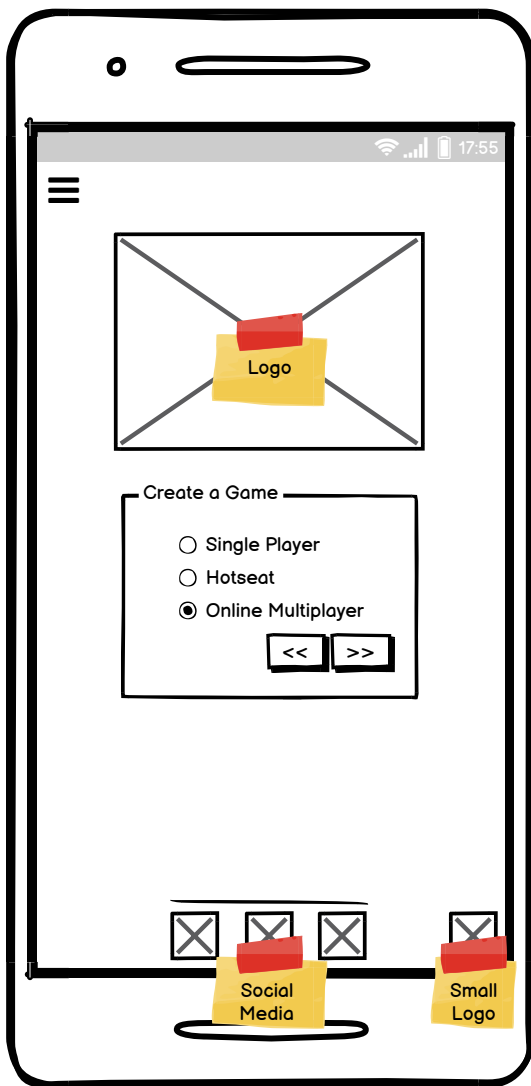 17:55
Logo
Create a Game
Single Player
Hotseat
Online Multiplayer
<< >>
Social
Media
Small
Logo